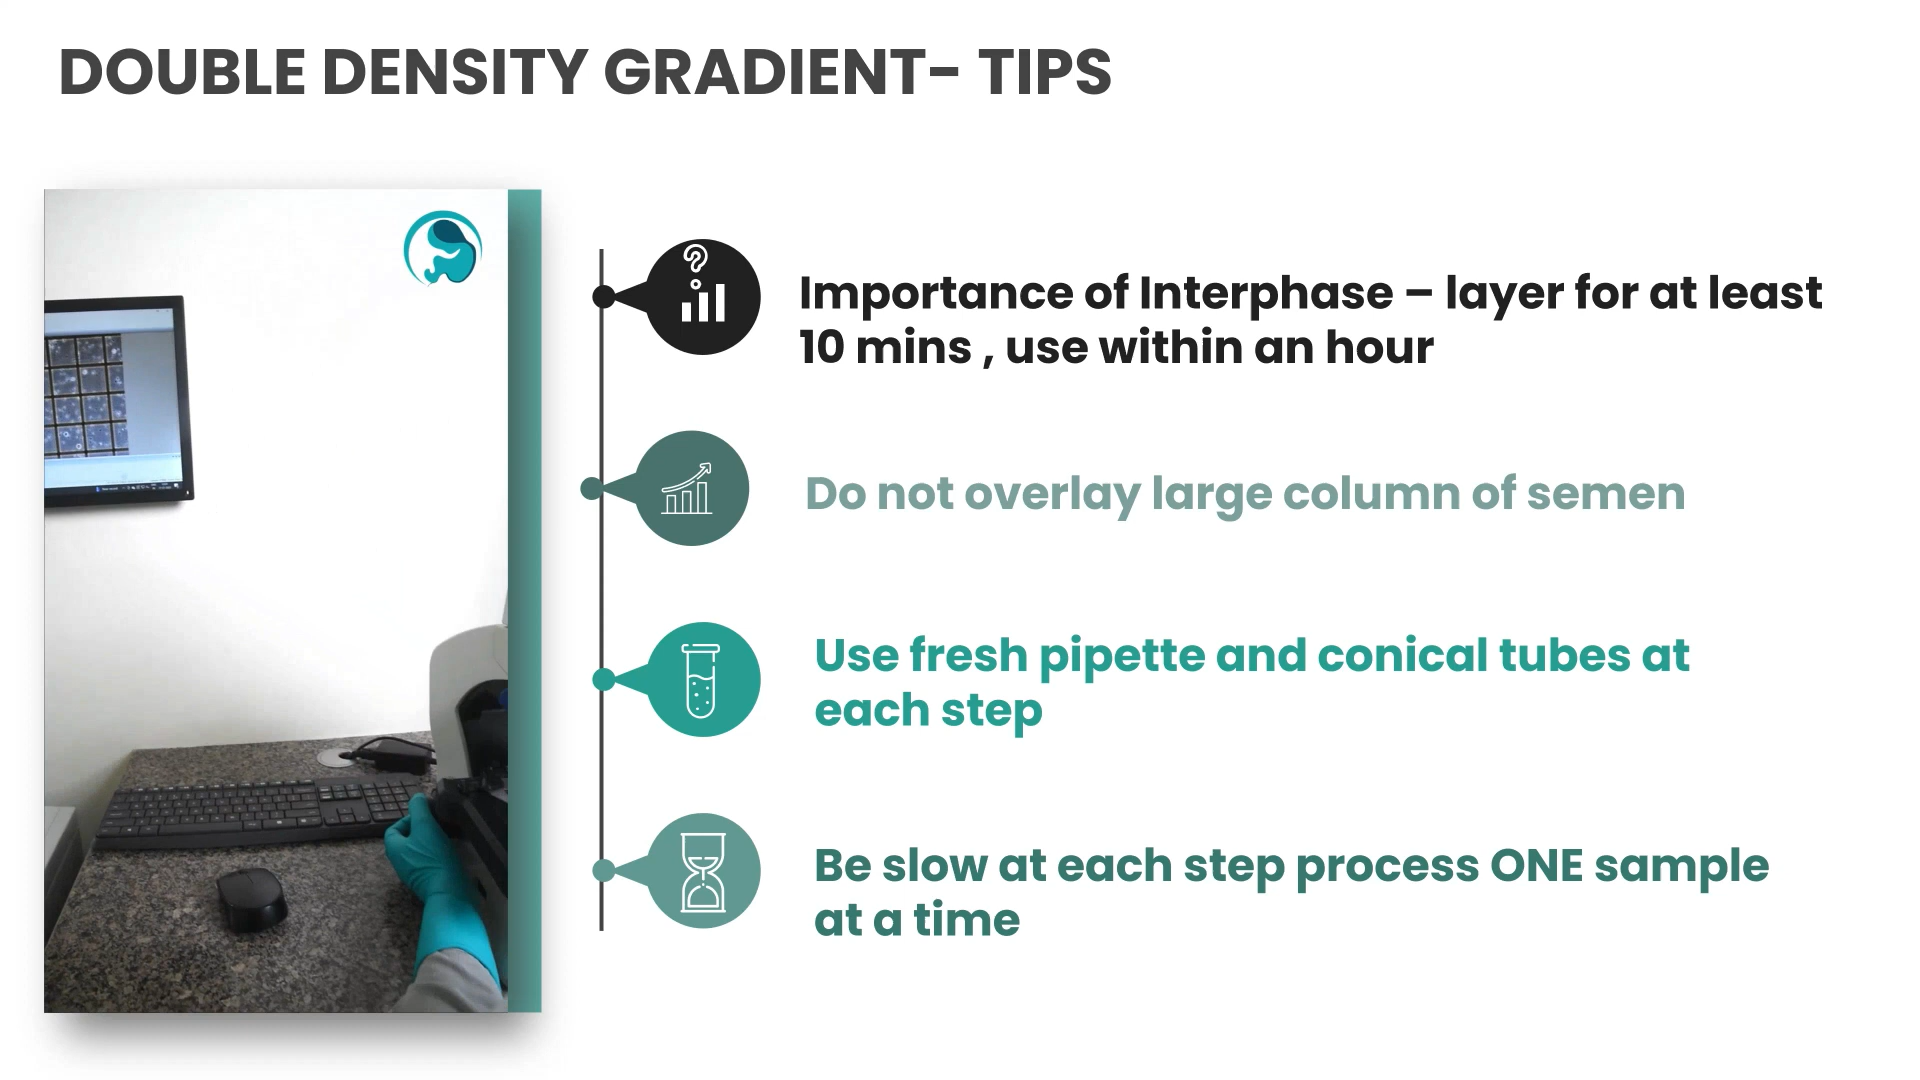 DOUBLE DENSITY GRADIENT- TIPS
Importance of Interphase – layer for at least
10 mins , use within an hour
Do not overlay large column of semen
Use fresh pipette and conical tubes at
each step
Be slow at each step process ONE sample
at a time